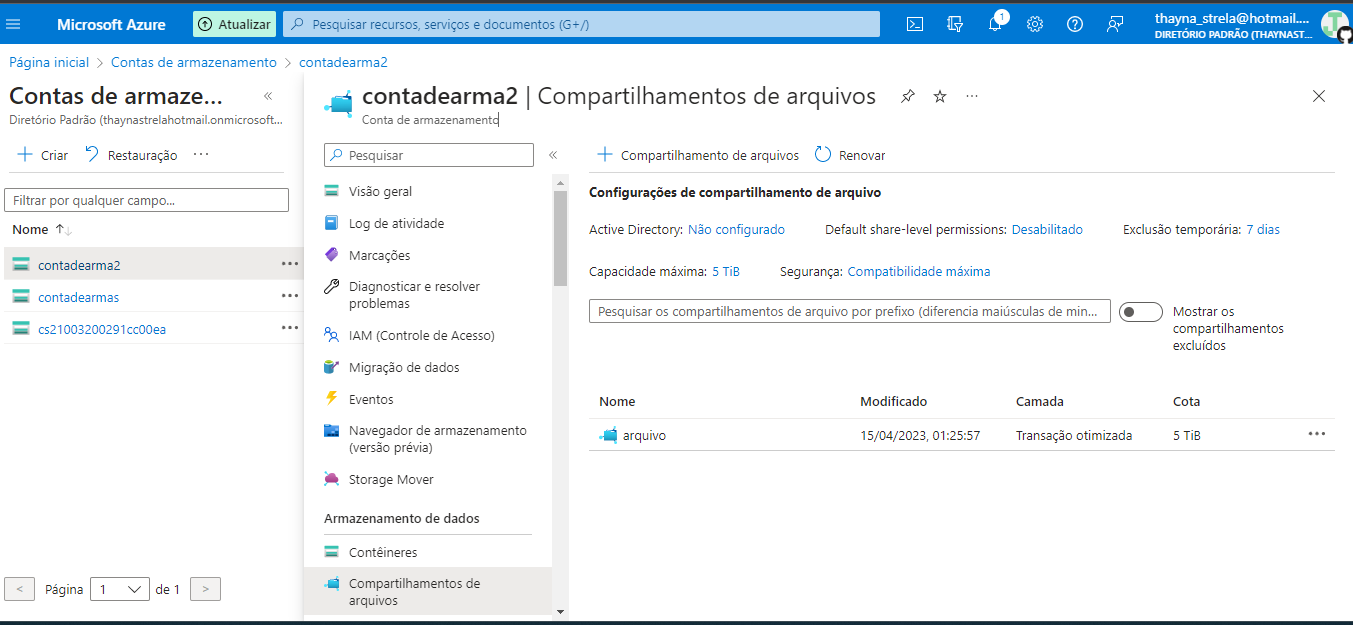 Microsoft Azure
Atualizar
Pesquisar recursos, serviços e documentos (G+/)
1
thayna_strela@hotmail....
DIRETÓRIO PADRÃO (THAYNAST...
Página inicial > Contas de armazenamento > contadearma2
Contas de armaze...
Diretório Padrão (thaynastrelahotmail.onmicrosoft...
Criar
Restauração
Filtrar por qualquer campo...
Nome
contadearma2
contadearmas
cs21003200291cc00ea
< Página 1 de 1 >
contadearma2 | Compartilhamentos de arquivos
Conta de armazenamento
Pesquisar
Visão geral
Log de atividade
Marcações
Diagnosticar e resolver
problemas
IAM (Controle de Acesso)
Migração de dados
Eventos
Navegador de armazenamento
(versão prévia)
Storage Mover
Armazenamento de dados
Contêineres
Compartilhamentos de
arquivos
Compartilhamento de arquivos
Renovar
Configurações de compartilhamento de arquivo
Active Directory: Não configurado
Default share-level permissions: Desabilitado
Exclusão temporária: 7 dias
Capacidade máxima: 5 TiB
Segurança: Compatibilidade máxima
Pesquisar os compartilhamentos de arquivo por prefixo (diferencia maiúsculas de min...
Mostrar os
compartilhamentos
excluídos
Nome Modificado Camada Cota
arquivo 15/04/2023, 01:25:57 Transação otimizada 5 TiB